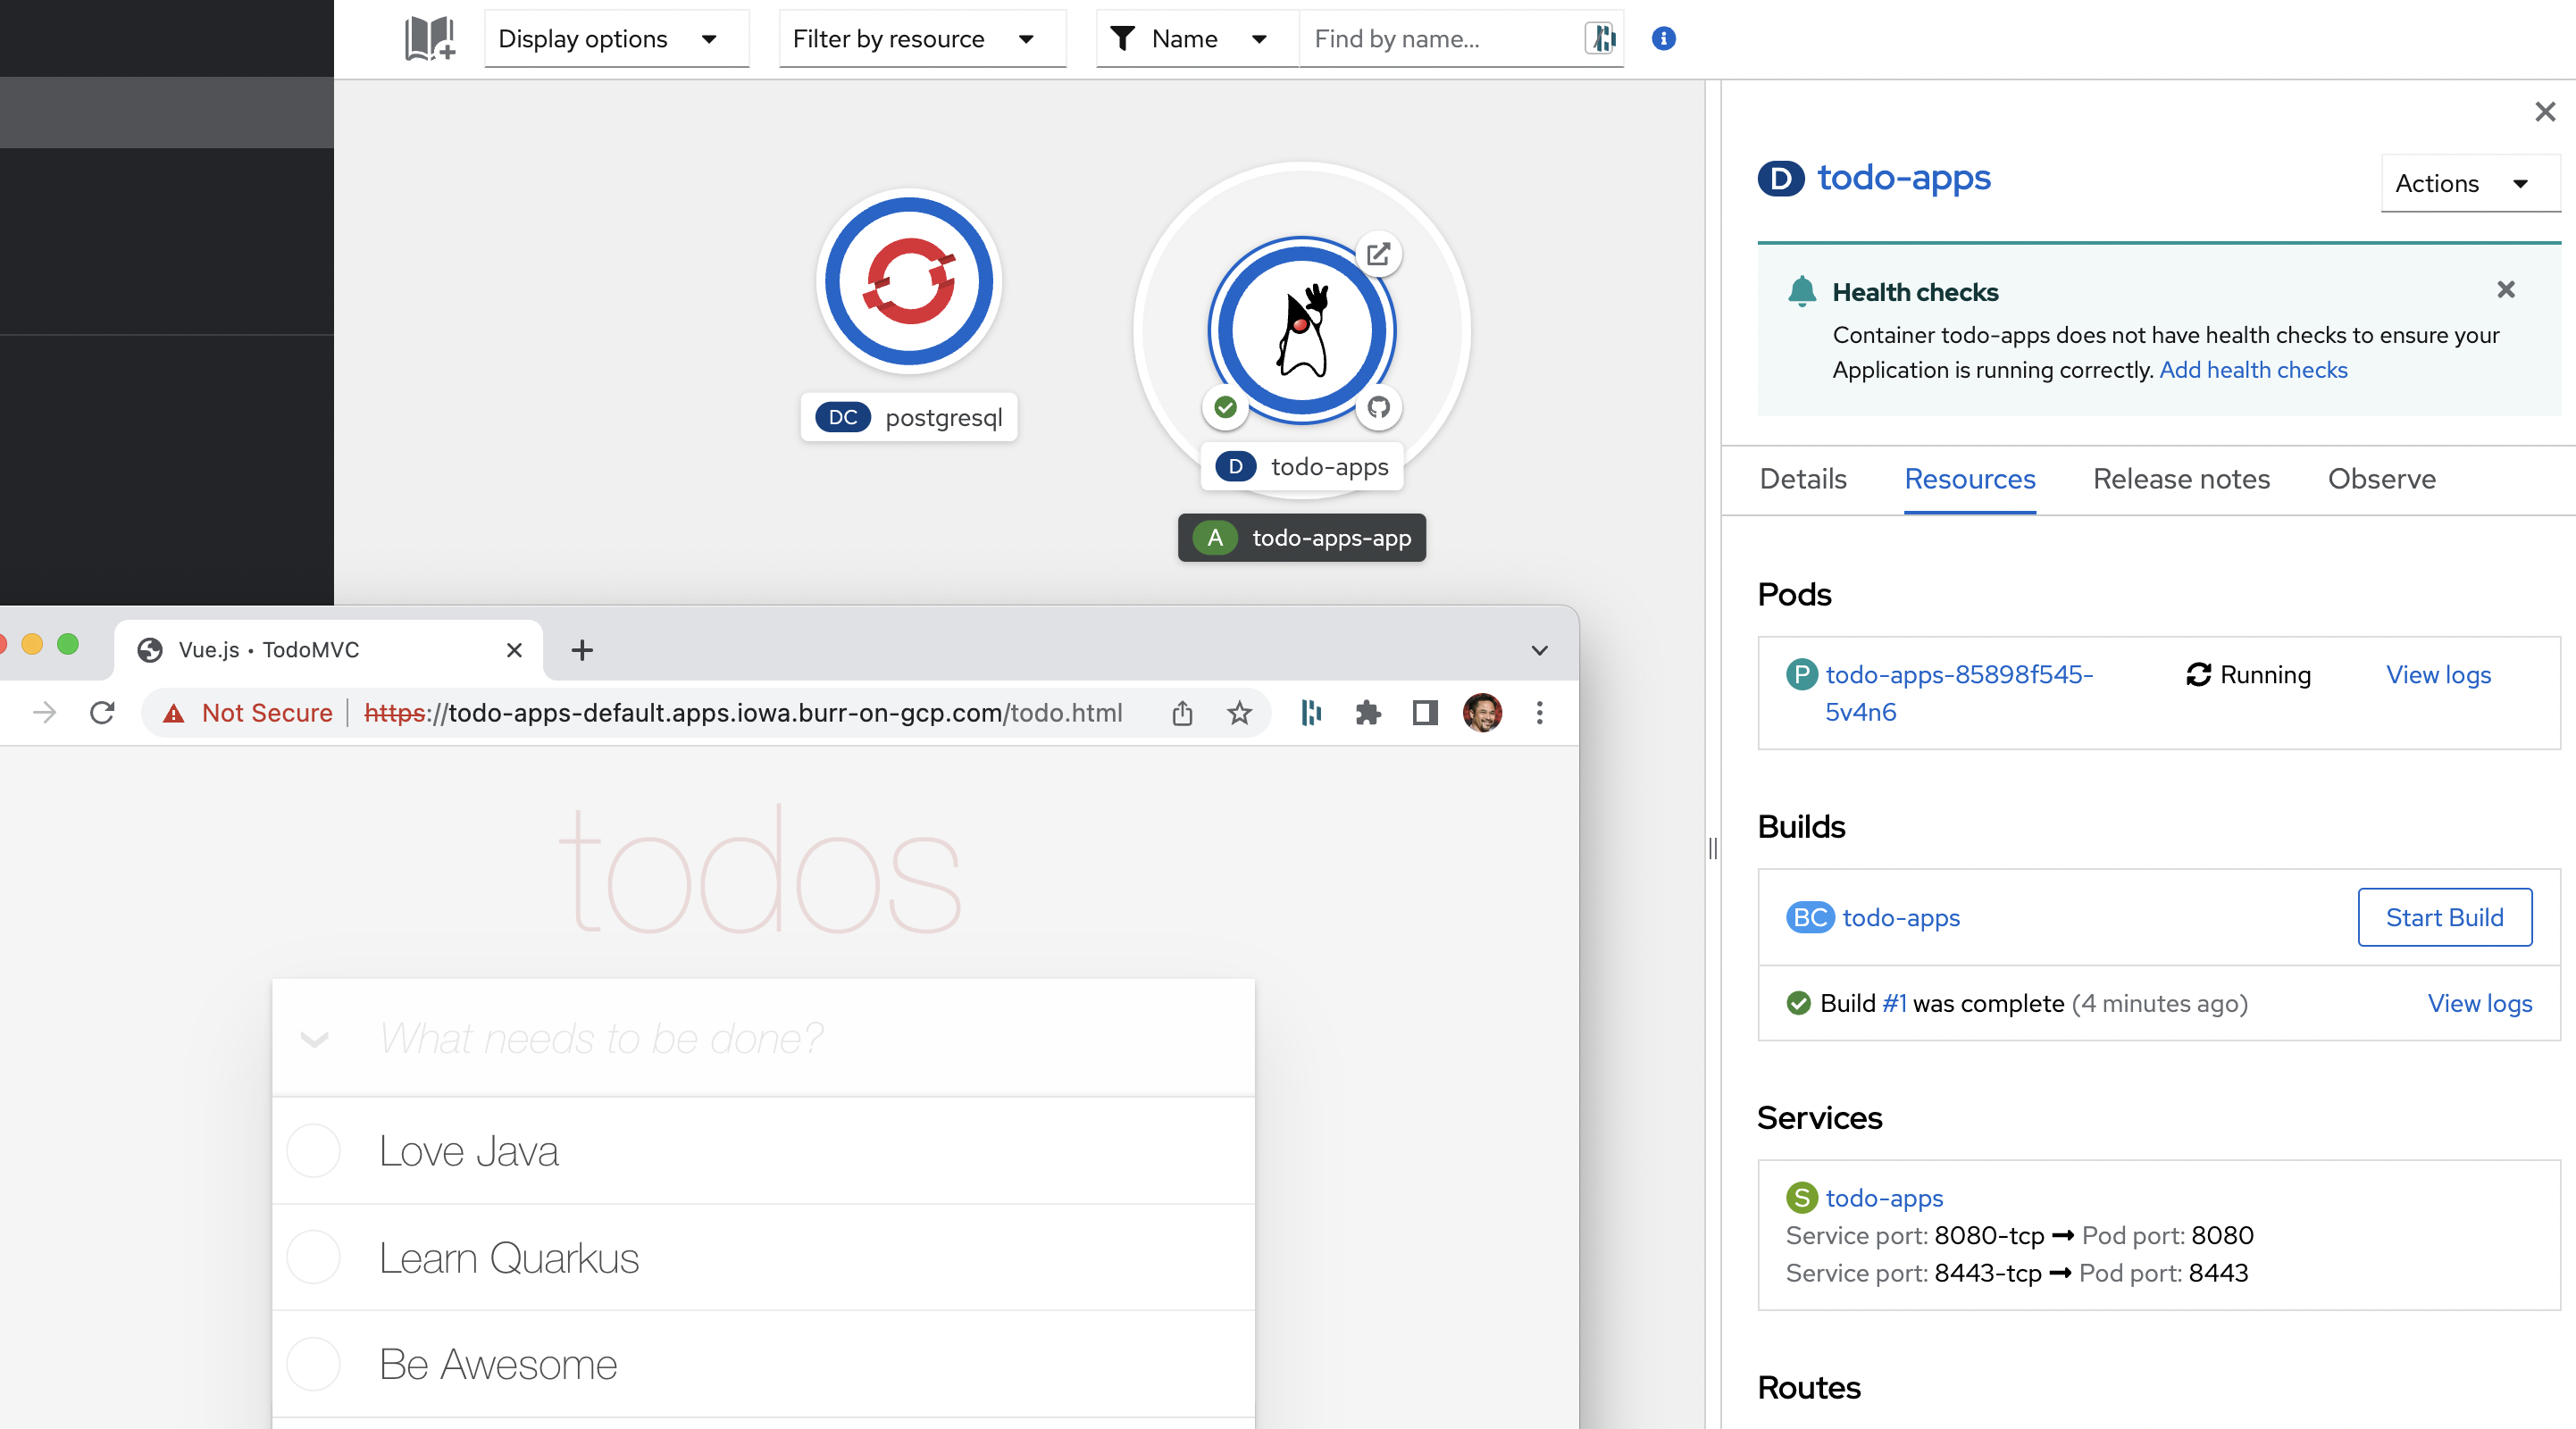 Display options
Filter by resource
Name
Find by name...
/
i
D todo-apps
Actions
Health checks
Container todo-apps does not have health checks to ensure your
Application is running correctly. Add health checks
DC postgresql
D todo-apps
A todo-apps-app
Details
Resources
Release notes
Observe
Pods
P todo-apps-85898f545-
5v4n6
Running
View logs
Builds
BC todo-apps
Start Build
Build #1 was complete (4 minutes ago)
View logs
Services
S todo-apps
Service port: 8080-tcp → Pod port: 8080
Service port: 8443-tcp → Pod port: 8443
Routes
Vue.js • TodoMVC
Not Secure
https://todo-apps-default.apps.iowa.burr-on-gcp.com/todo.html
todos
What needs to be done?
Love Java
Learn Quarkus
Be Awesome